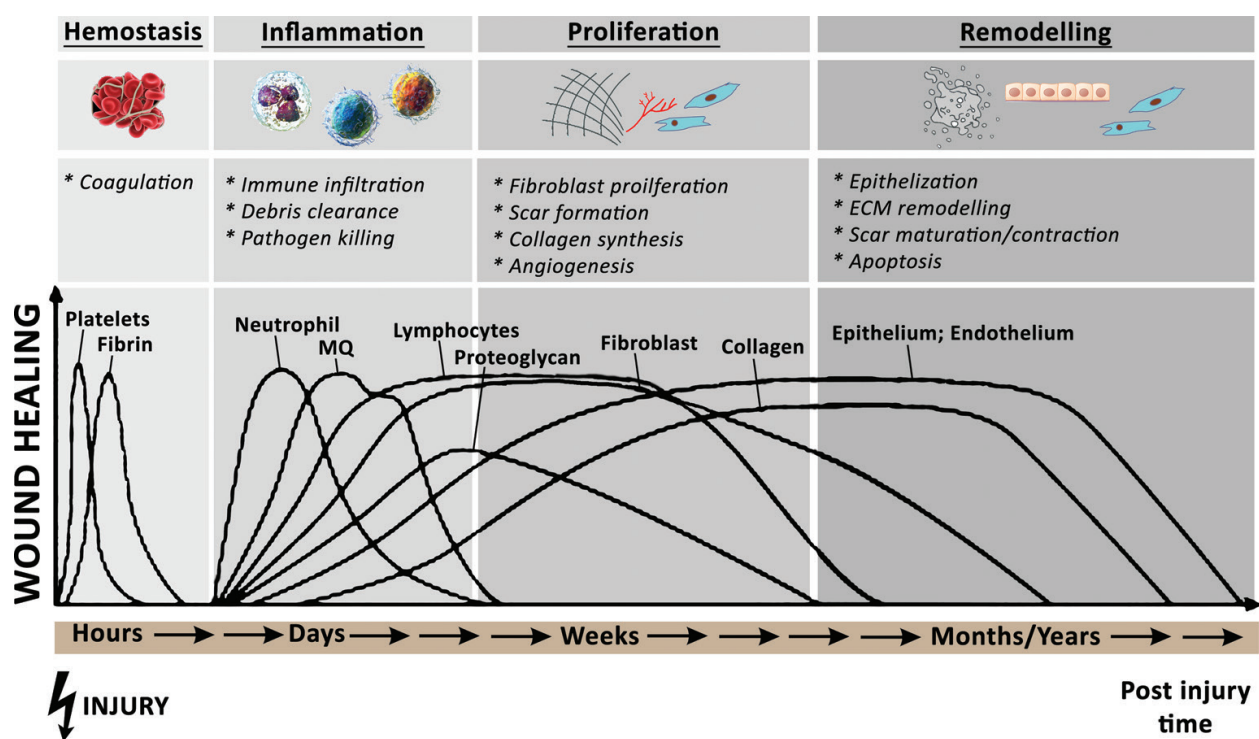 Hemostasis
Inflammation
Proliferation
Remodelling
* Coagulation
* Immune infiltration
* Debris clearance
* Pathogen killing
* Fibroblast proilferation
* Scar formation
* Collagen synthesis
* Angiogenesis
* Epithelization
* ECM remodelling
* Scar maturation/contraction
* Apoptosis
WOUND HEALING
Platelets
Fibrin
Neutrophil
MQ
Lymphocytes
Proteoglycan
Fibroblast
Collagen
Epithelium; Endothelium
Hours
Days
Weeks
Months/Years
INJURY
Post injury
time